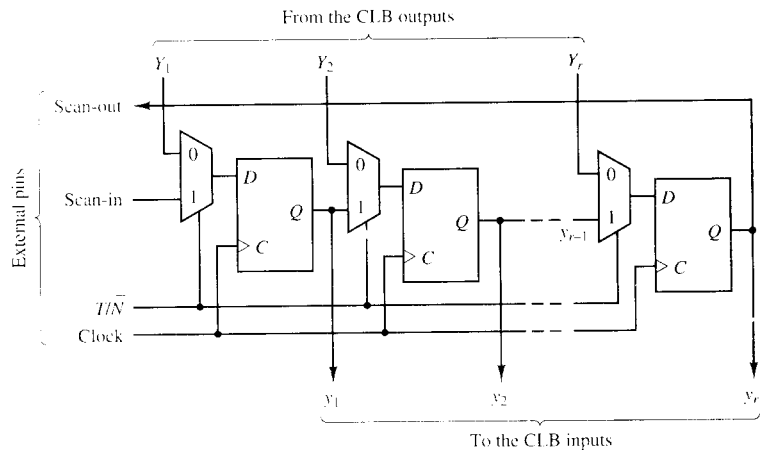 From the CLB outputs
Y₁ Y₂ Yᵣ
Scan-out
0 0 0
D D D
Scan-in 1 1 1
Q Q Q
yᵣ₋₁
C C C
External pins
T/N̅
Clock
y₁ y₂ yᵣ
To the CLB inputs